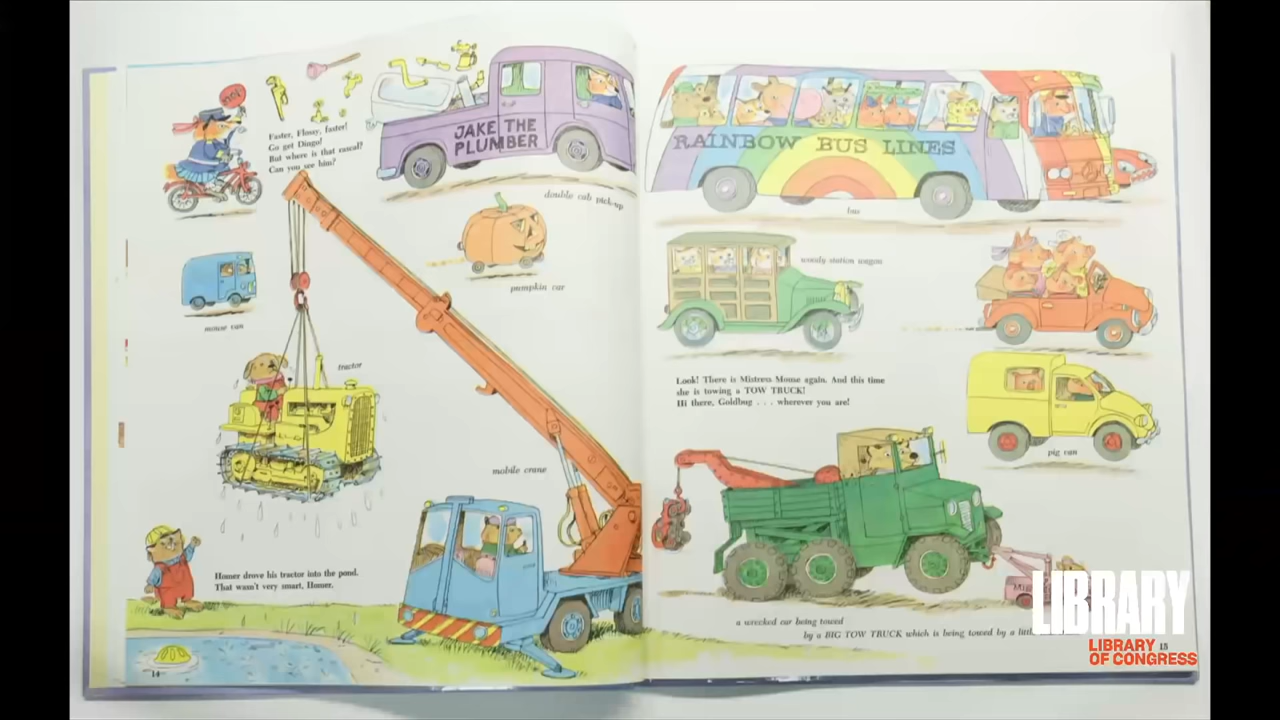 STOP
Faster, Flossy, faster!
Go get Dingo!
But where is that rascal?
Can you see him?
JAKE THE
PLUMBER
double cab pick-up
RAINBOW BUS LINES
bus
pumpkin car
mouse van
woody station wagon
tractor
Look! There is Mistress Mouse again. And this time
she is towing a TOW TRUCK!
Hi there, Goldbug . . . wherever you are!
pig van
mobile crane
Homer drove his tractor into the pond.
That wasn't very smart, Homer.
a wrecked car being towed
by a BIG TOW TRUCK which is being towed by a
14
15
LIBRARY
LIBRARY
OF CONGRESS